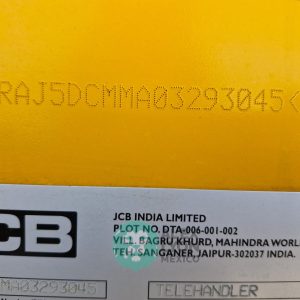 RAJ5DCMMA03293045<
JCB INDIA LIMITED
PLOT NO. DTA-006-001-002
VILL. BAGRU KHURD, MAHINDRA WORL
TEH. SANGANER, JAIPUR-302037 INDIA.
CB
MEXICO
MA03293045 TELEHANDLER